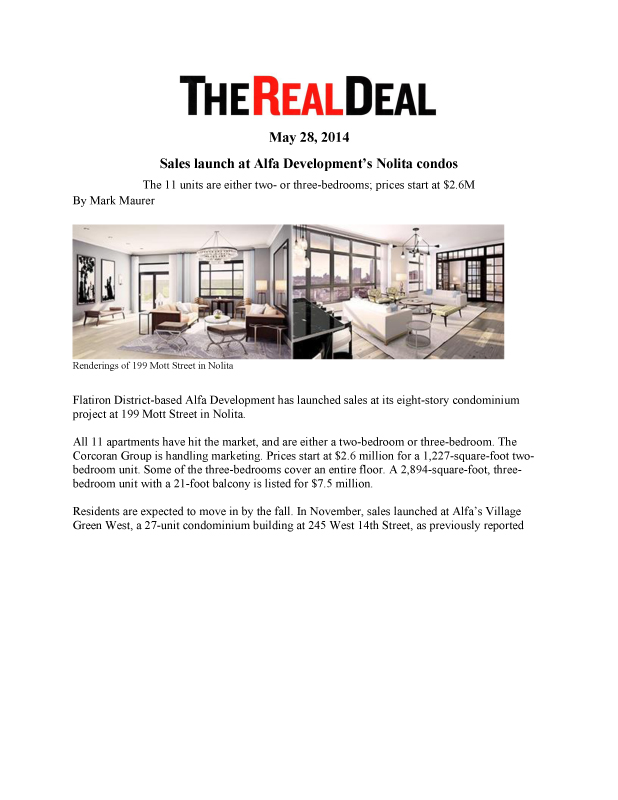 THEREALDEAL
May 28, 2014
Sales launch at Alfa Development’s Nolita condos
The 11 units are either two- or three-bedrooms; prices start at $2.6M
By Mark Maurer
Renderings of 199 Mott Street in Nolita
Flatiron District-based Alfa Development has launched sales at its eight-story condominium
project at 199 Mott Street in Nolita.
All 11 apartments have hit the market, and are either a two-bedroom or three-bedroom. The
Corcoran Group is handling marketing. Prices start at $2.6 million for a 1,227-square-foot two-
bedroom unit. Some of the three-bedrooms cover an entire floor. A 2,894-square-foot, three-
bedroom unit with a 21-foot balcony is listed for $7.5 million.
Residents are expected to move in by the fall. In November, sales launched at Alfa’s Village
Green West, a 27-unit condominium building at 245 West 14th Street, as previously reported